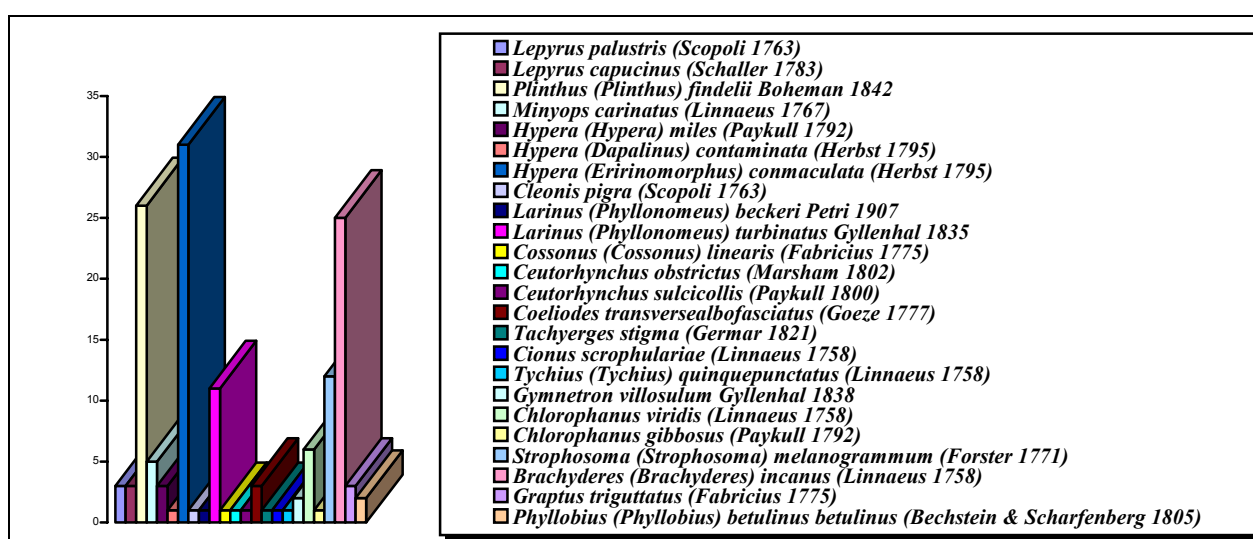 35
30
25
20
15
10
5
0
Lepyrus palustris (Scopoli 1763)
Lepyrus capucinus (Schaller 1783)
Plinthus (Plinthus) findelii Boheman 1842
Minyops carinatus (Linnaeus 1767)
Hypera (Hypera) miles (Paykull 1792)
Hypera (Dapalinus) contaminata (Herbst 1795)
Hypera (Eririnomorphus) conmaculata (Herbst 1795)
Cleonis pigra (Scopoli 1763)
Larinus (Phyllonomeus) beckeri Petri 1907
Larinus (Phyllonomeus) turbinatus Gyllenhal 1835
Cossonus (Cossonus) linearis (Fabricius 1775)
Ceutorhynchus obstrictus (Marsham 1802)
Ceutorhynchus sulcicollis (Paykull 1800)
Coeliodes transversealbofasciatus (Goeze 1777)
Tachyerges stigma (Germar 1821)
Cionus scrophulariae (Linnaeus 1758)
Tychius (Tychius) quinquepunctatus (Linnaeus 1758)
Gymnetron villosulum Gyllenhal 1838
Chlorophanus viridis (Linnaeus 1758)
Chlorophanus gibbosus (Paykull 1792)
Strophosoma (Strophosoma) melanogrammum (Forster 1771)
Brachyderes (Brachyderes) incanus (Linnaeus 1758)
Graptus triguttatus (Fabricius 1775)
Phyllobius (Phyllobius) betulinus betulinus (Bechstein & Scharfenberg 1805)